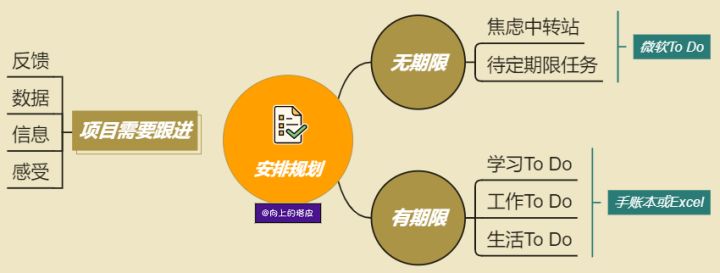 反馈
数据
信息
感受
项目需要跟进
安排规划
@向上的塔皮
无期限
焦虑中转站
待定期限任务
微软To Do
有期限
学习To Do
工作To Do
生活To Do
手账本或Excel